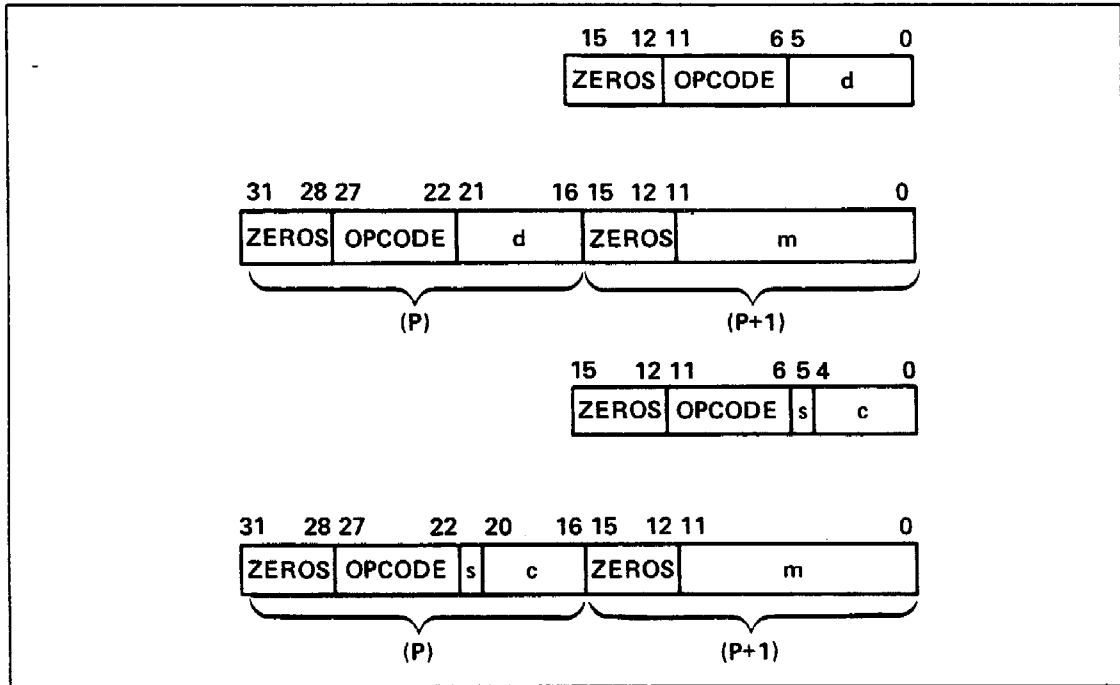 15 12 11 6 5 0
ZEROS OPCODE d
31 28 27 22 21 16 15 12 11 0
ZEROS OPCODE d ZEROS m
(P) (P+1)
15 12 11 6 5 4 0
ZEROS OPCODE s c
31 28 27 22 20 16 15 12 11 0
ZEROS OPCODE s c ZEROS m
(P) (P+1)